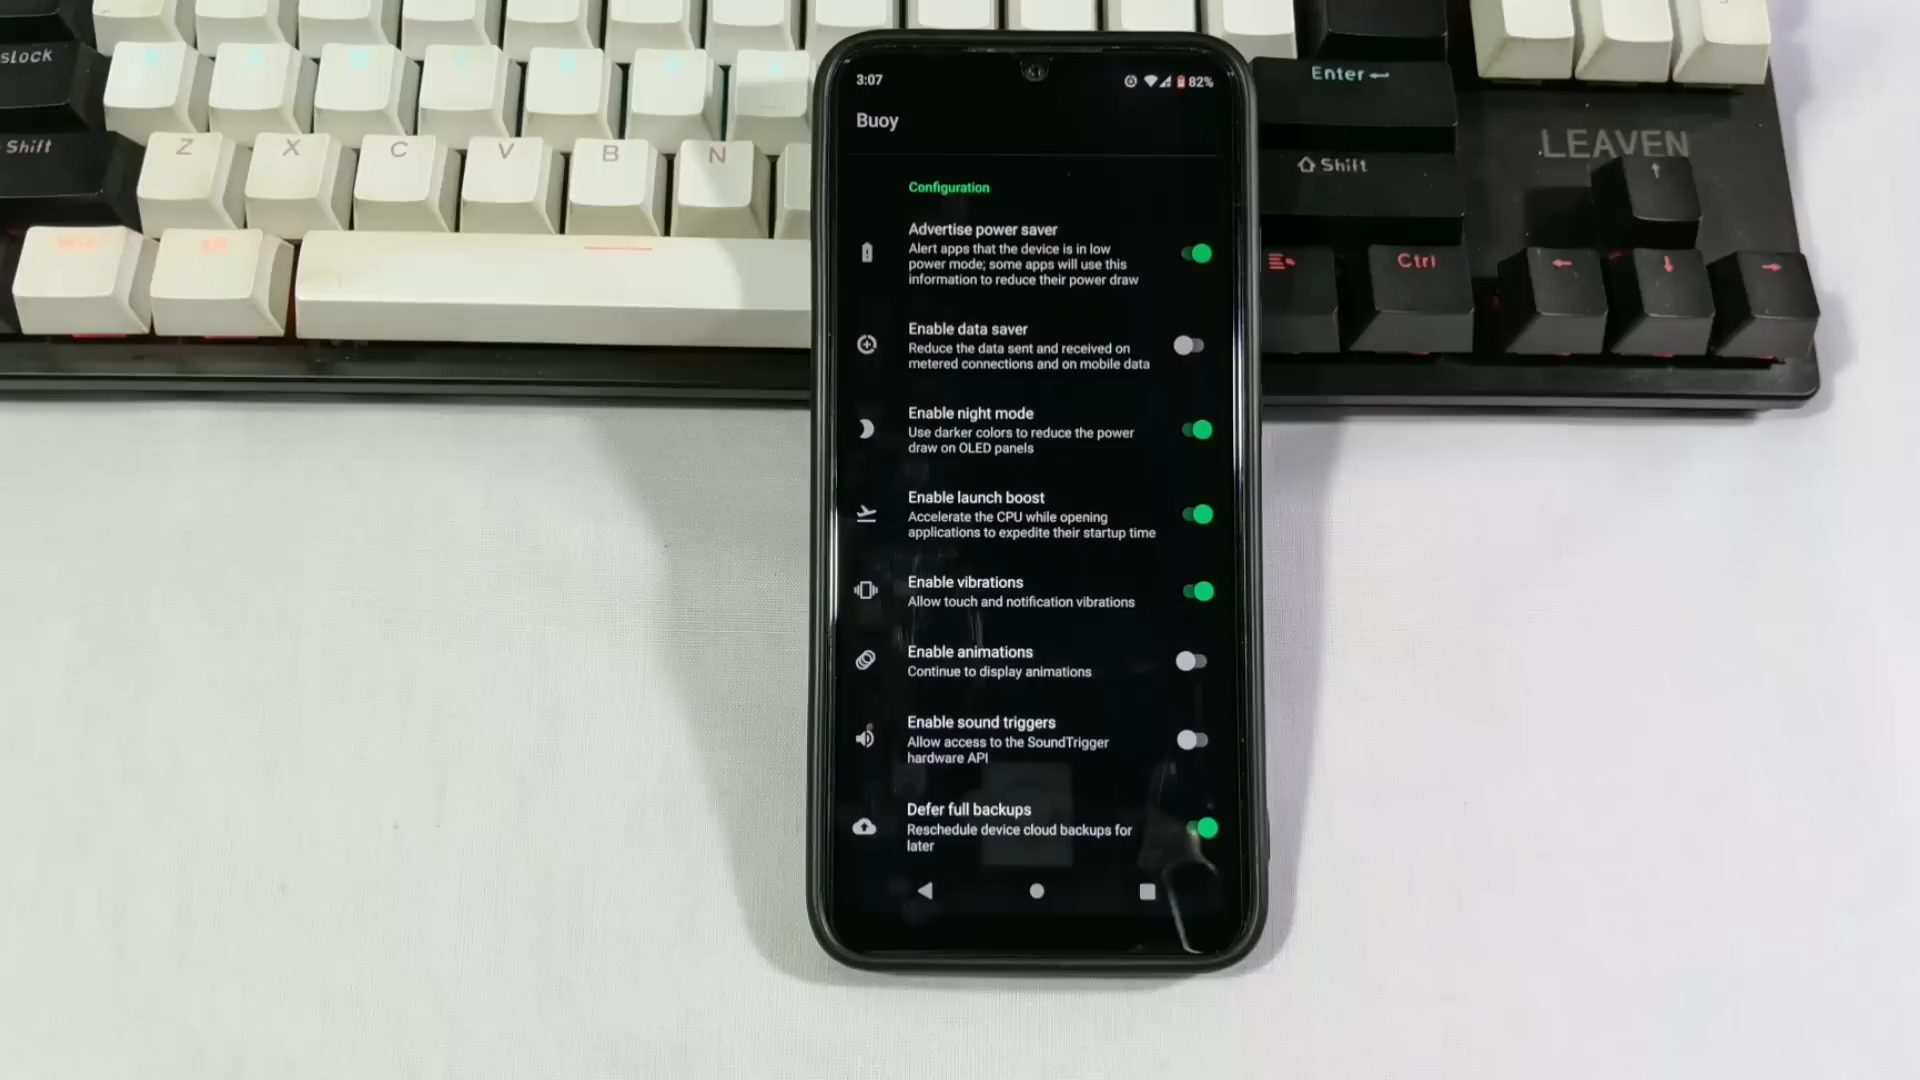 sLock
Shift
Z
X
C
V
B
N
Enter
Shift
LEAVEN
Ctrl
3:07
82%
Buoy
Configuration
Advertise power saver
Alert apps that the device is in low
power mode; some apps will use this
information to reduce their power draw
Enable data saver
Reduce the data sent and received on
metered connections and on mobile data
Enable night mode
Use darker colors to reduce the power
draw on OLED panels
Enable launch boost
Accelerate the CPU while opening
applications to expedite their startup time
Enable vibrations
Allow touch and notification vibrations
Enable animations
Continue to display animations
Enable sound triggers
Allow access to the SoundTrigger
hardware API
Defer full backups
Reschedule device cloud backups for
later